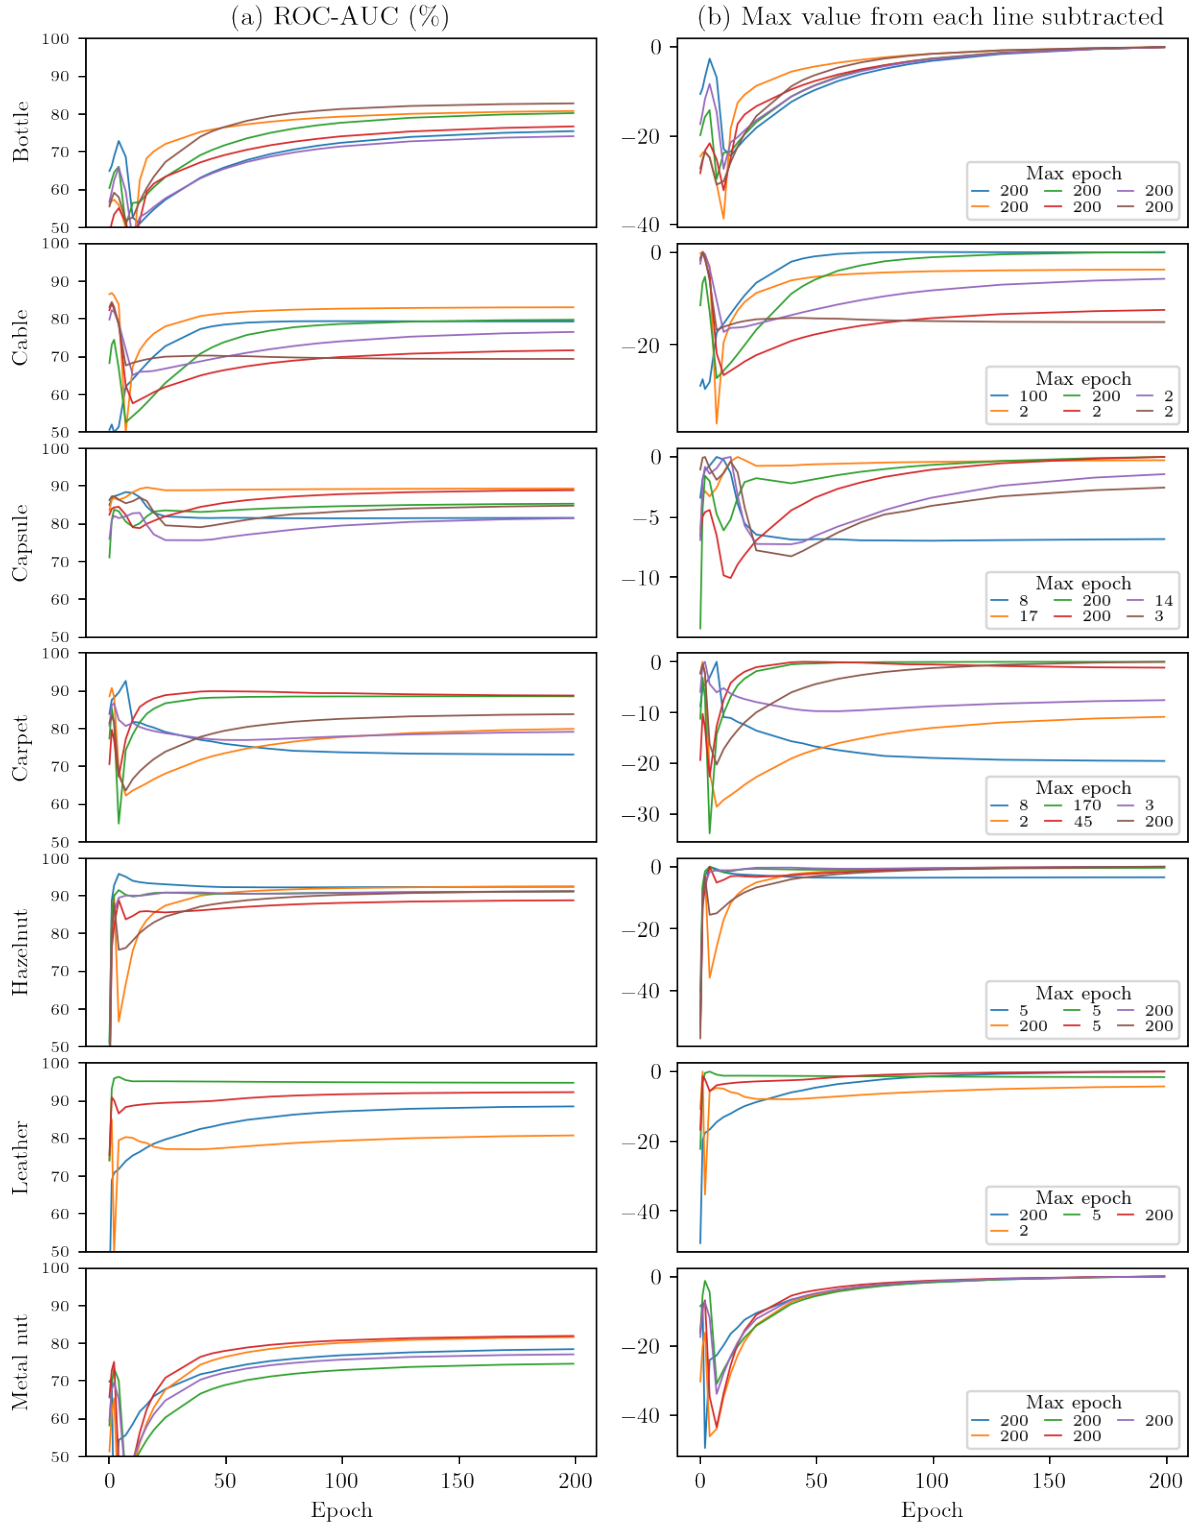 (a) ROC-AUC (%)
(b) Max value from each line subtracted
Bottle
100
90
80
70
60
50
0
−20
−40
Max epoch
200 200 200
200 200 200
Cable
100
90
80
70
60
50
0
−20
Max epoch
100 200 2
2 2 2
Capsule
100
90
80
70
60
50
0
−5
−10
Max epoch
8 200 14
17 200 3
Carpet
100
90
80
70
60
50
0
−10
−20
−30
Max epoch
8 170 3
2 45 200
Hazelnut
100
90
80
70
60
50
0
−20
−40
Max epoch
5 5 200
200 5 200
Leather
100
90
80
70
60
50
0
−20
−40
Max epoch
200 5 200
2
Metal nut
100
90
80
70
60
50
0
−20
−40
Max epoch
200 200 200
200 200
0 50 100 150 200
Epoch
0 50 100 150 200
Epoch